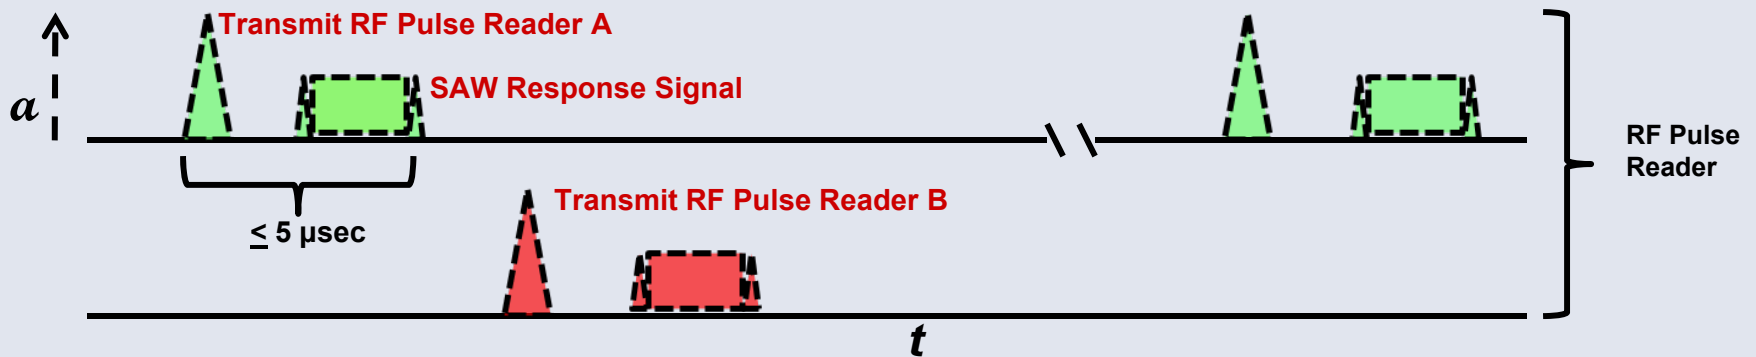 Transmit RF Pulse Reader A
a
SAW Response Signal
RF Pulse
Reader
Transmit RF Pulse Reader B
≤ 5 µsec
t